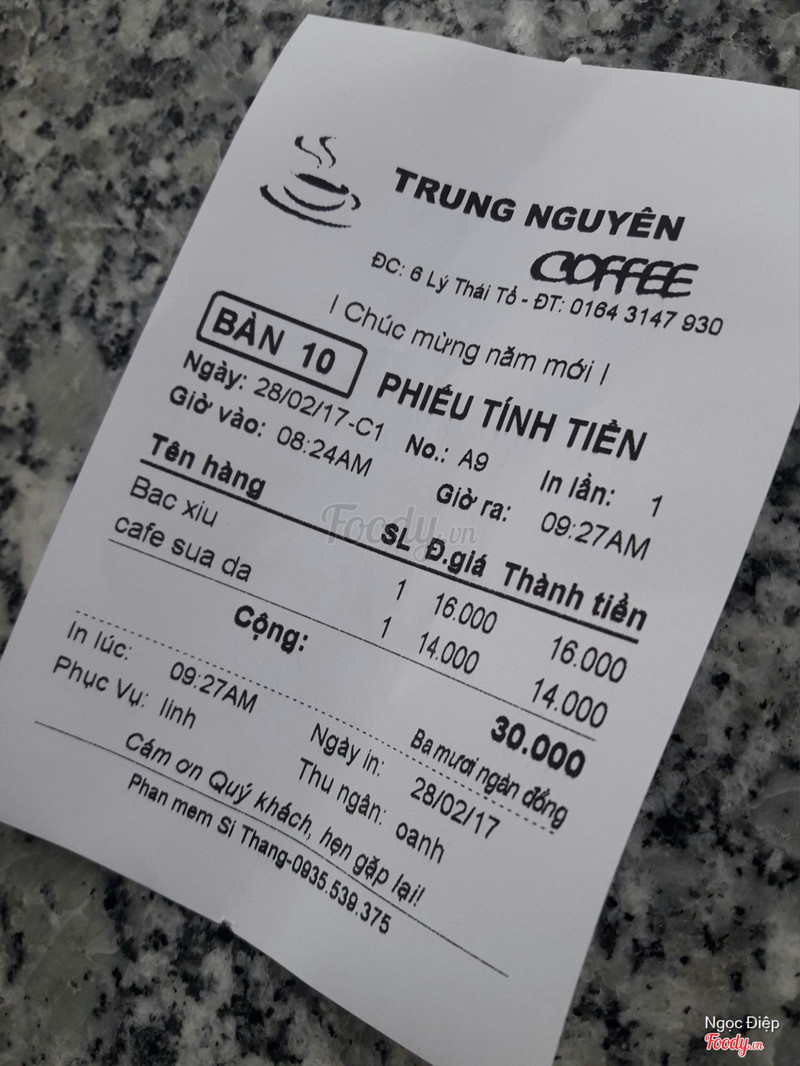 TRUNG NGUYÊN
COFFEE
ĐC: 6 Lý Thái Tổ - ĐT: 0164 3147 930
| Chúc mừng năm mới |
BÀN 10 PHIẾU TÍNH TIỀN
Ngày: 28/02/17-C1 No.: A9 In lần: 1
Giờ vào: 08:24AM Giờ ra: 09:27AM
Tên hàng SL Đ.giá Thành tiền
Bac xiu 1 16.000 16.000
cafe sua da 1 14.000 14.000
Cộng: 30.000
Ba mươi ngân đồng
In lúc: 09:27AM Ngày in: 28/02/17
Phục Vụ: linh Thu ngân: oanh
Cám ơn Quý khách, hẹn gặp lại!
Phan mem Si Thang-0935.539.375
Foody.vn
Ngọc Điệp
Foody.vn